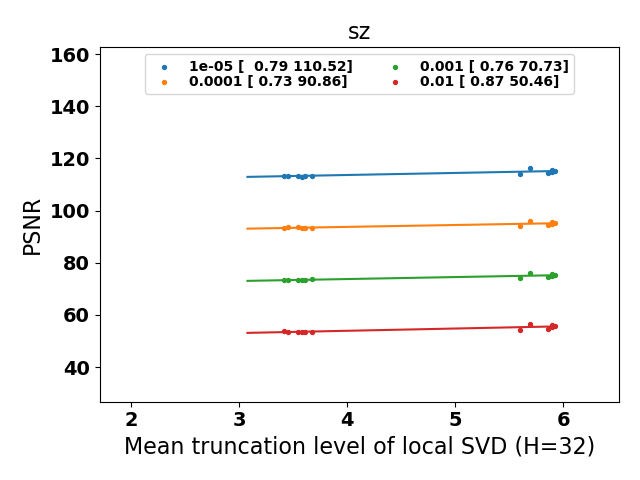 sz
160
140
120
100
80
60
40
PSNR
1e-05 [  0.79 110.52]
0.0001 [ 0.73 90.86]
0.001 [ 0.76 70.73]
0.01 [ 0.87 50.46]
2 3 4 5 6
Mean truncation level of local SVD (H=32)